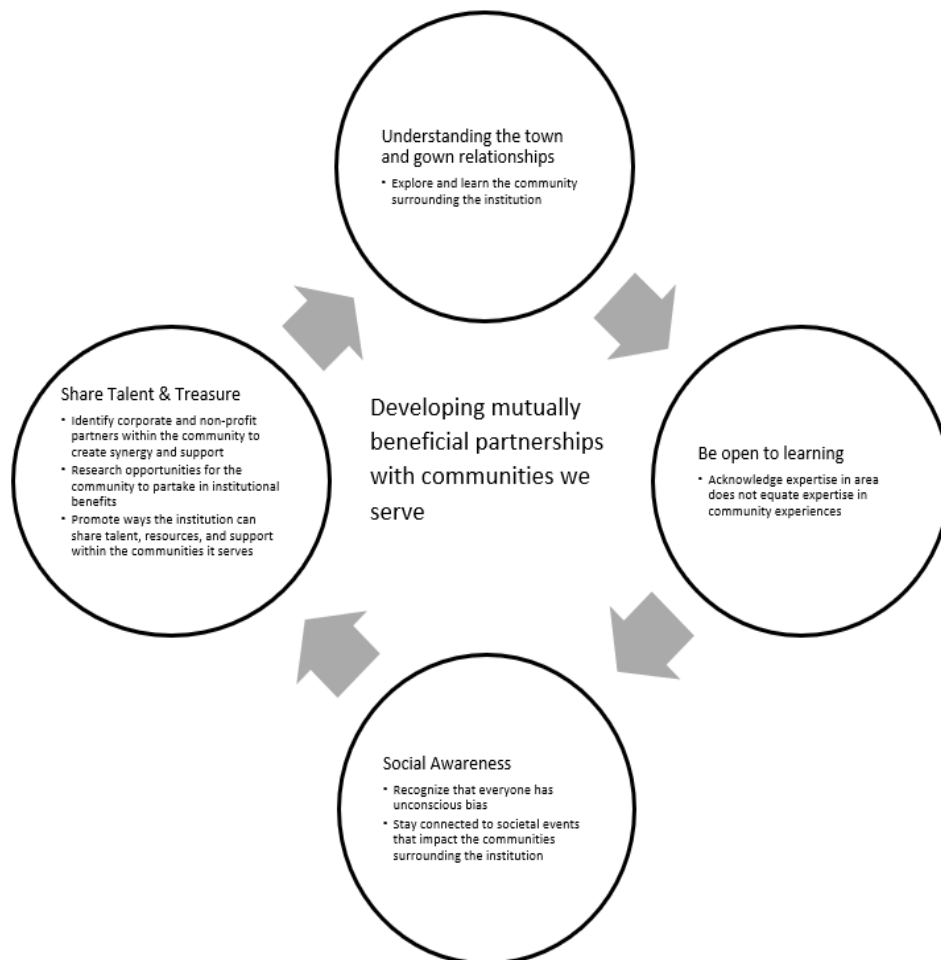 Understanding the town
and gown relationships
• Explore and learn the community
surrounding the institution
Share Talent & Treasure
• Identify corporate and non-profit
partners within the community to
create synergy and support
• Research opportunities for the
community to partake in institutional
benefits
• Promote ways the institution can
share talent, resources, and support
within the communities it serves
Developing mutually
beneficial partnerships
with communities we
serve
Be open to learning
• Acknowledge expertise in area
does not equate expertise in
community experiences
Social Awareness
• Recognize that everyone has
unconscious bias
• Stay connected to societal events
that impact the communities
surrounding the institution